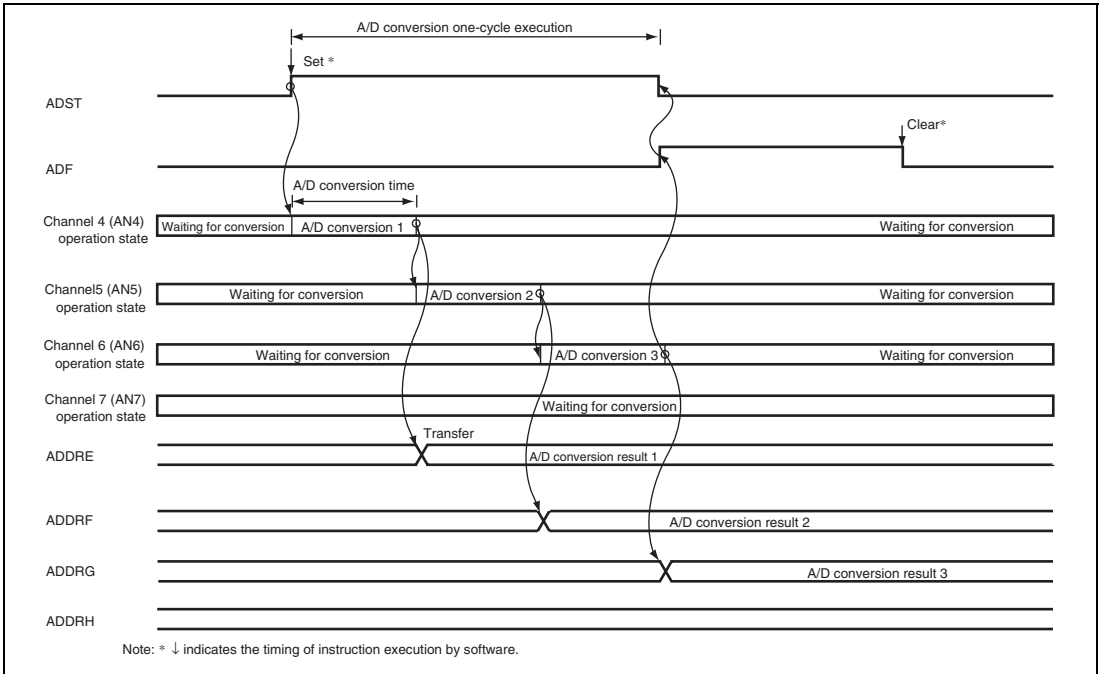 A/D conversion one-cycle execution
Set *
ADST
Clear*
ADF
A/D conversion time
Channel 4 (AN4)
operation state
Waiting for conversion
A/D conversion 1
Waiting for conversion
Channel5 (AN5)
operation state
Waiting for conversion
A/D conversion 2
Waiting for conversion
Channel 6 (AN6)
operation state
Waiting for conversion
A/D conversion 3
Waiting for conversion
Channel 7 (AN7)
operation state
Waiting for conversion
Transfer
ADDRE
A/D conversion result 1
ADDRF
A/D conversion result 2
ADDRG
A/D conversion result 3
ADDRH
Note: * ↓ indicates the timing of instruction execution by software.